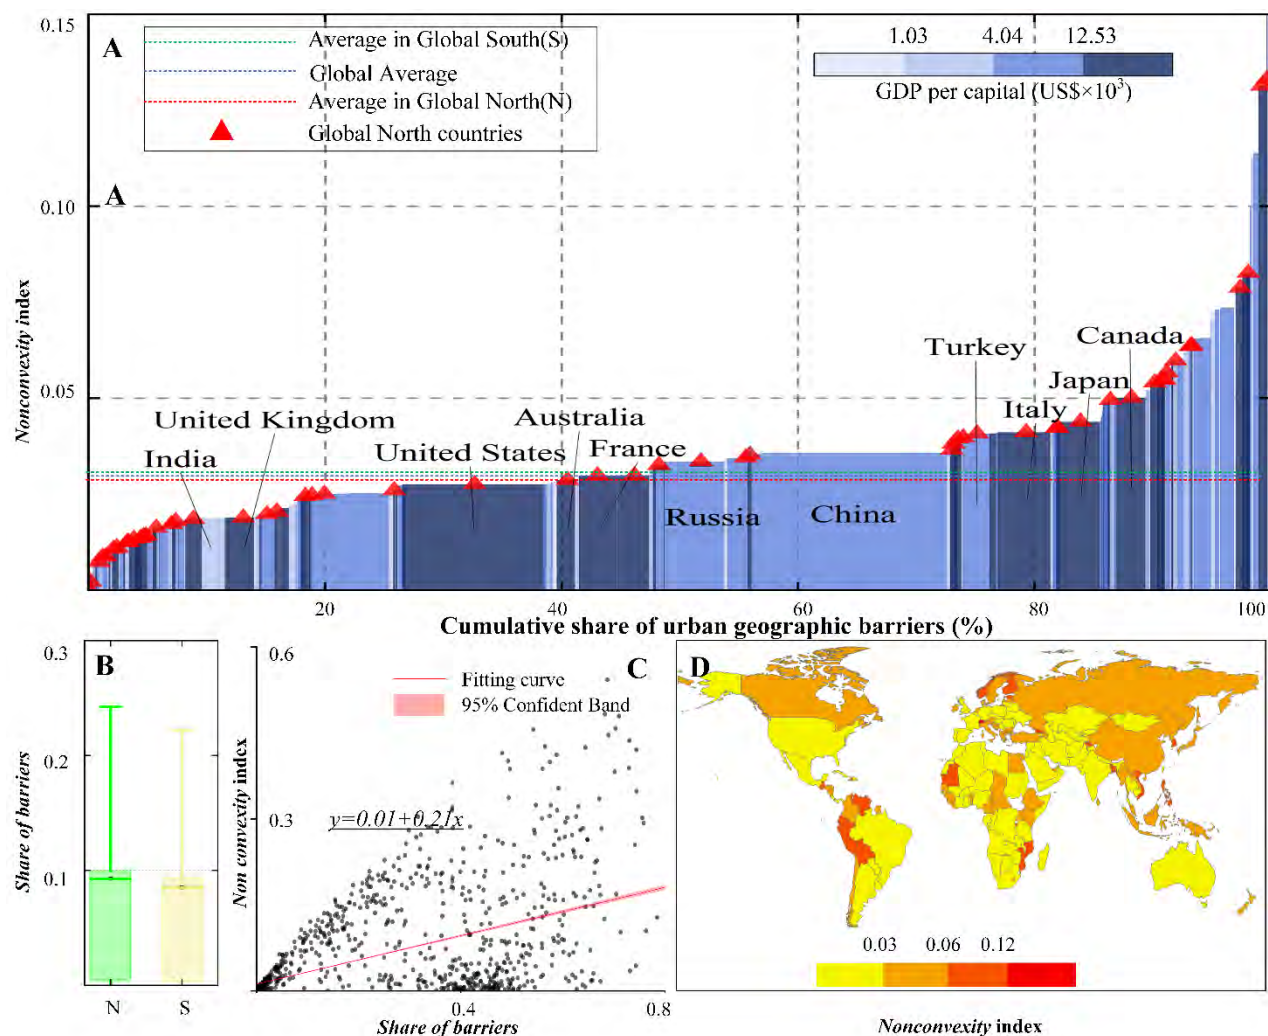 0.15
A
Average in Global South(S)
Global Average
Average in Global North(N)
Global North countries
1.03 4.04 12.53
GDP per capital (US$×10³)
A
0.10
0.05
Nonconvexity index
India
United Kingdom
United States
Australia
France
Russia
China
Turkey
Italy
Japan
Canada
20 40 60 80 100
Cumulative share of urban geographic barriers (%)
B
0.3
0.2
0.1
Share of barriers
N S
C
0.6
0.3
Non convexity index
Fitting curve
95% Confident Band
y=0.01+0.21x
0.4 0.8
Share of barriers
D
0.03 0.06 0.12
Nonconvexity index